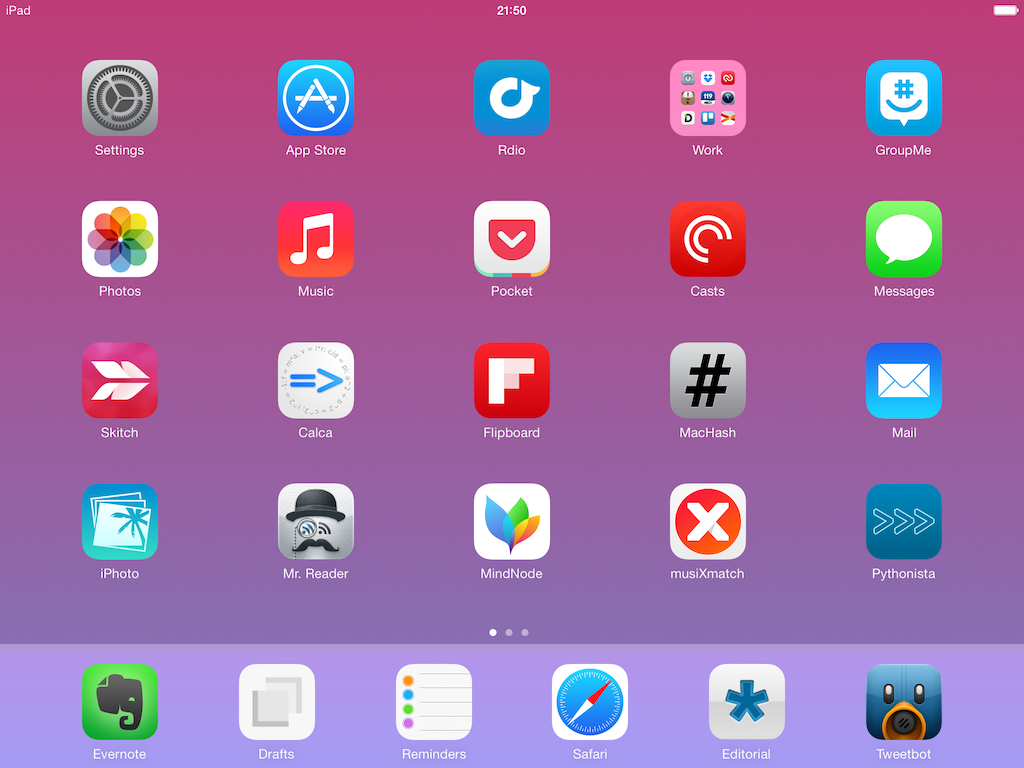 iPad 21:50
Settings App Store Rdio Work GroupMe
Photos Music Pocket Casts Messages
Skitch Calca Flipboard MacHash Mail
iPhoto Mr. Reader MindNode musiXmatch Pythonista
Evernote Drafts Reminders Safari Editorial Tweetbot